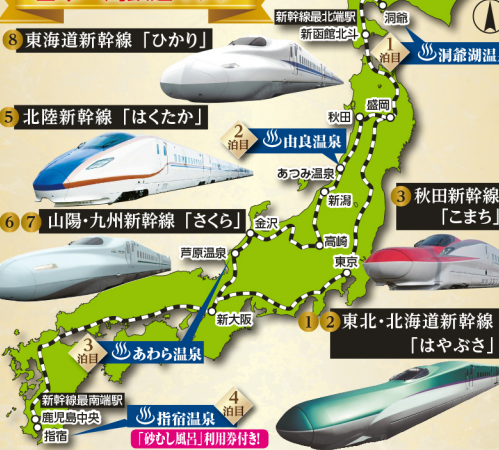 洞爺
新幹線最北端駅
新函館北斗
1
泊目
洞爺湖温
8 東海道新幹線「ひかり」
5 北陸新幹線「はくたか」
盛岡
秋田
2
泊目
由良温泉
あつみ温泉
新潟
3 秋田新幹線
「こまち」
6 7 山陽・九州新幹線「さくら」
金沢
高崎
芦原温泉
東京
新大阪
1 2 東北・北海道新幹線
「はやぶさ」
3
泊目
あわら温泉
新幹線最南端駅
鹿児島中央
指宿
指宿温泉
4
泊目
「砂むし風呂」利用券付き!